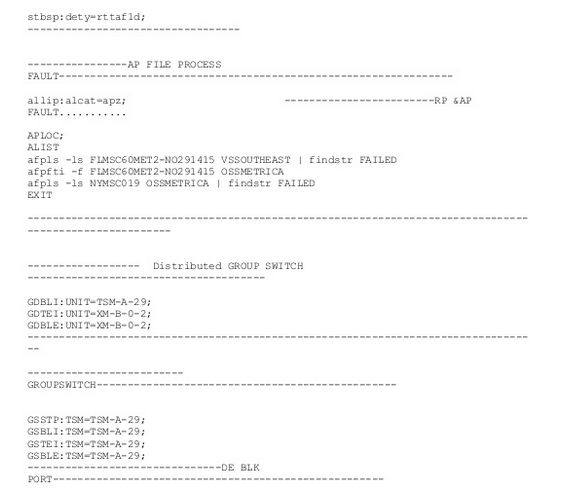 stbsp:dety=rttaf1d;
----------------------------------
----------------AP FILE PROCESS
FAULT---------------------------------------------------------------
allip:alcat=apz; ------------------------RP &AP
FAULT...........
APLOC;
ALIST
afpls -ls FLMSC60MET2-NO291415 VSSOUTHEAST | findstr FAILED
afpfti -f FLMSC60MET2-NO291415 OSSMETRICA
afpls -ls NYMSC019 OSSMETRICA | findstr FAILED
EXIT
--------------------------------------------------------------------------------
-----------------------
------------------ Distributed GROUP SWITCH
--------------------------------------
GDBLI:UNIT=TSM-A-29;
GDTEI:UNIT=XM-B-0-2;
GDBLE:UNIT=XM-B-0-2;
--------------------------------------------------------------------------------
--
-------------------------
GROUPSWITCH------------------------------------------------
GSSTP:TSM=TSM-A-29;
GSBLI:TSM=TSM-A-29;
GSTEI:TSM=TSM-A-29;
GSBLE:TSM=TSM-A-29;
-------------------------------DE BLK
PORT-----------------------------------------------------